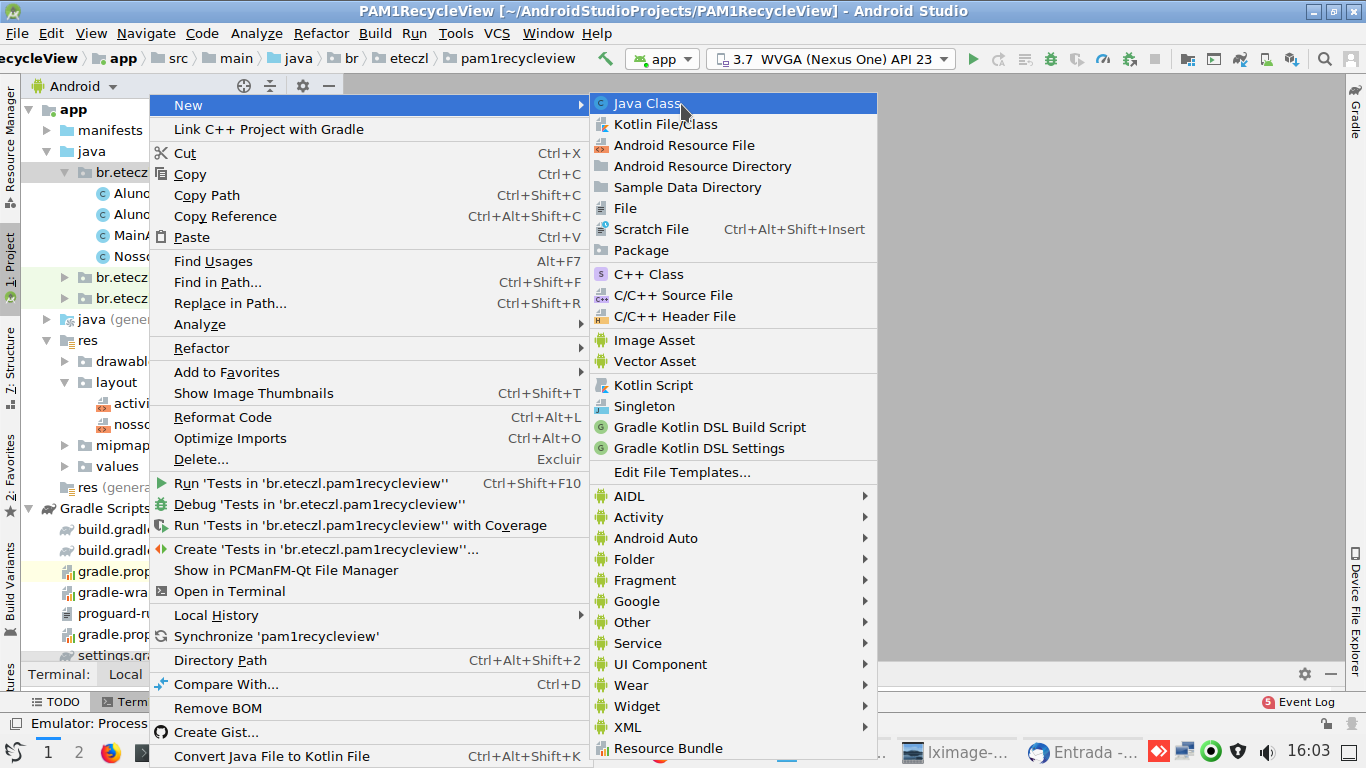 PAM1RecycleView [~/AndroidStudioProjects/PAM1RecycleView] - Android Studio
File Edit View Navigate Code Analyze Refactor Build Run Tools VCS Window Help
ecycleView app src main java br eteczl pam1recycleview app 3.7 WVGA (Nexus One) API 23
Resource Manager
1: Project
7: Structure
2: Favorites
Build Variants
Android
app
manifests
java
br.etecz
Aluno
Aluno
MainA
Nosso
br.etecz
br.etecz
java (gene
res
drawabl
layout
activi
nosso
mipmap
values
res (genera
Gradle Scripts
build.gradle
build.gradle
gradle.prop
gradle-wra
proguard-ru
gradle.prop
settings.gra
New
Link C++ Project with Gradle
Cut Ctrl+X
Copy Ctrl+C
Copy Path Ctrl+Shift+C
Copy Reference Ctrl+Alt+Shift+C
Paste Ctrl+V
Find Usages Alt+F7
Find in Path... Ctrl+Shift+F
Replace in Path... Ctrl+Shift+R
Analyze
Refactor
Add to Favorites
Show Image Thumbnails Ctrl+Shift+T
Reformat Code Ctrl+Alt+L
Optimize Imports Ctrl+Alt+O
Delete... Excluir
Run 'Tests in 'br.eteczl.pam1recycleview'' Ctrl+Shift+F10
Debug 'Tests in 'br.eteczl.pam1recycleview''
Run 'Tests in 'br.eteczl.pam1recycleview'' with Coverage
Create 'Tests in 'br.eteczl.pam1recycleview''...
Show in PCManFM-Qt File Manager
Open in Terminal
Local History
Synchronize 'pam1recycleview'
Directory Path Ctrl+Alt+Shift+2
Compare With... Ctrl+D
Remove BOM
Create Gist...
Convert Java File to Kotlin File Ctrl+Alt+Shift+K
Java Class
Kotlin File/Class
Android Resource File
Android Resource Directory
Sample Data Directory
File
Scratch File Ctrl+Alt+Shift+Insert
Package
C++ Class
C/C++ Source File
C/C++ Header File
Image Asset
Vector Asset
Kotlin Script
Singleton
Gradle Kotlin DSL Build Script
Gradle Kotlin DSL Settings
Edit File Templates...
AIDL
Activity
Android Auto
Folder
Fragment
Google
Other
Service
UI Component
Wear
Widget
XML
Resource Bundle
Gradle
Device File Explorer
Terminal: Local
TODO Term 5 Event Log
Emulator: Process
1 2 lximage-... Entrada -... 16:03